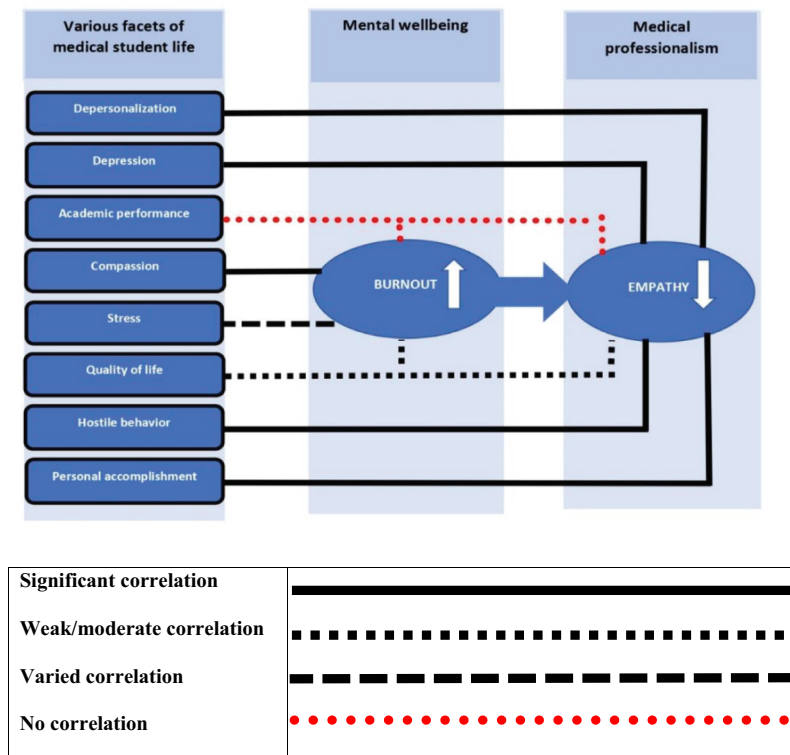 Various facets of
medical student life
Mental wellbeing
Medical
professionalism
Depersonalization
Depression
Academic performance
Compassion
Stress
Quality of life
Hostile behavior
Personal accomplishment
BURNOUT
EMPATHY
Significant correlation
Weak/moderate correlation
Varied correlation
No correlation